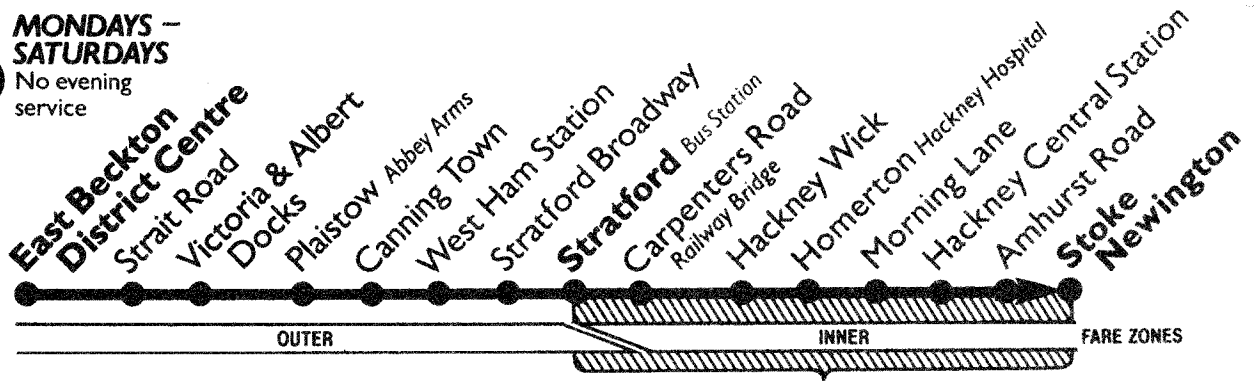 MONDAYS –
SATURDAYS
No evening
service
East Beckton
District Centre
Strait Road
Victoria & Albert
Docks
Plaistow Abbey Arms
Canning Town
West Ham Station
Stratford Broadway
Stratford Bus Station
Carpenters Road
Railway Bridge
Hackney Wick
Homerton Hackney Hospital
Morning Lane
Hackney Central Station
Amhurst Road
Stoke
Newington
OUTER
INNER
FARE ZONES